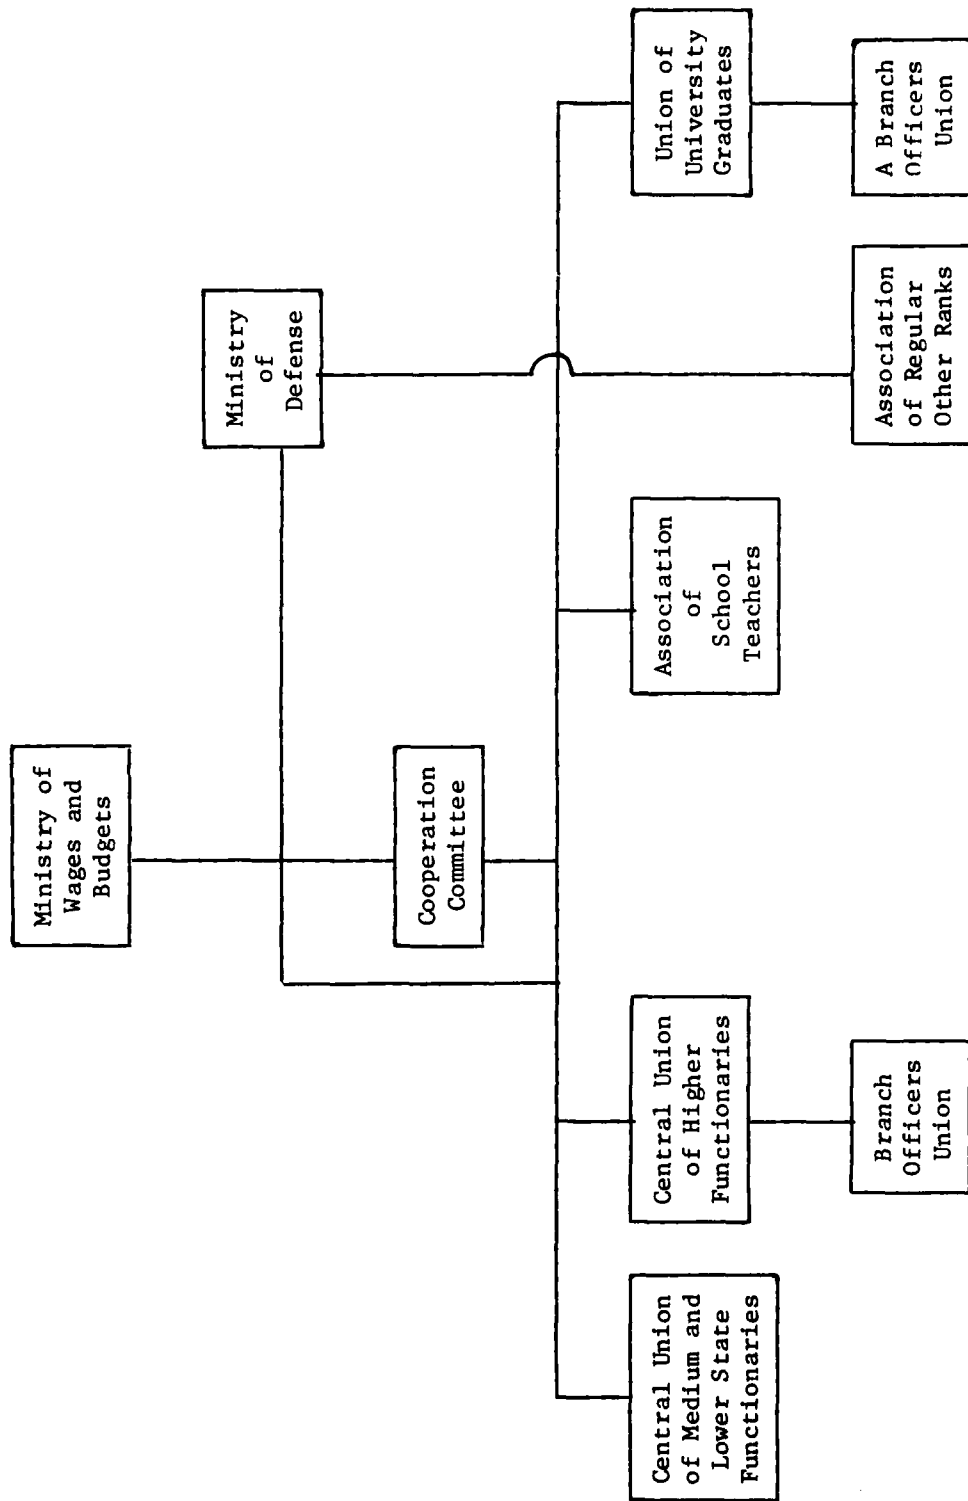 Ministry of
Wages and
Budgets
Ministry
of
Defense
Cooperation
Committee
Central Union
of Medium and
Lower State
Functionaries
Central Union
of Higher
Functionaries
Association
of
School
Teachers
Union of
University
Graduates
Branch
Officers
Union
Association
of Regular
Other Ranks
A Branch
Officers
Union